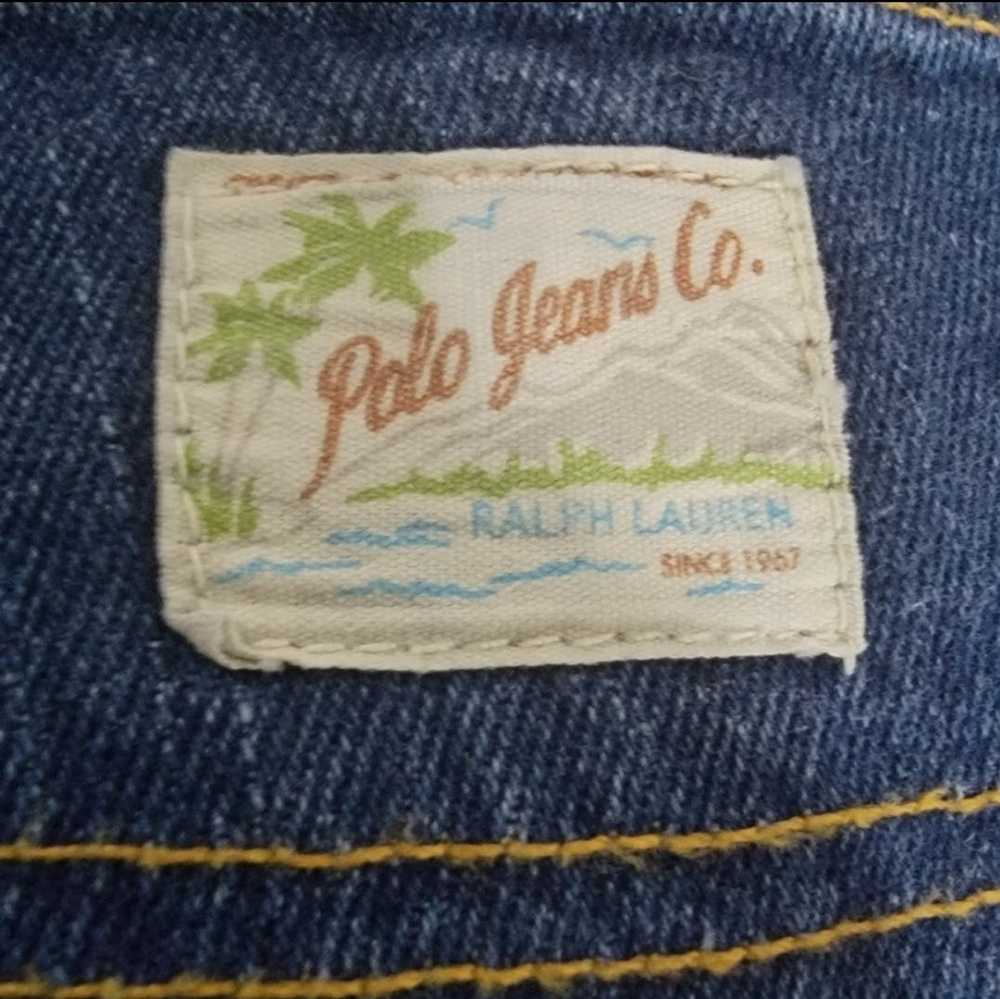 Polo Jeans Co.
RALPH LAUREN
SINCE 1967